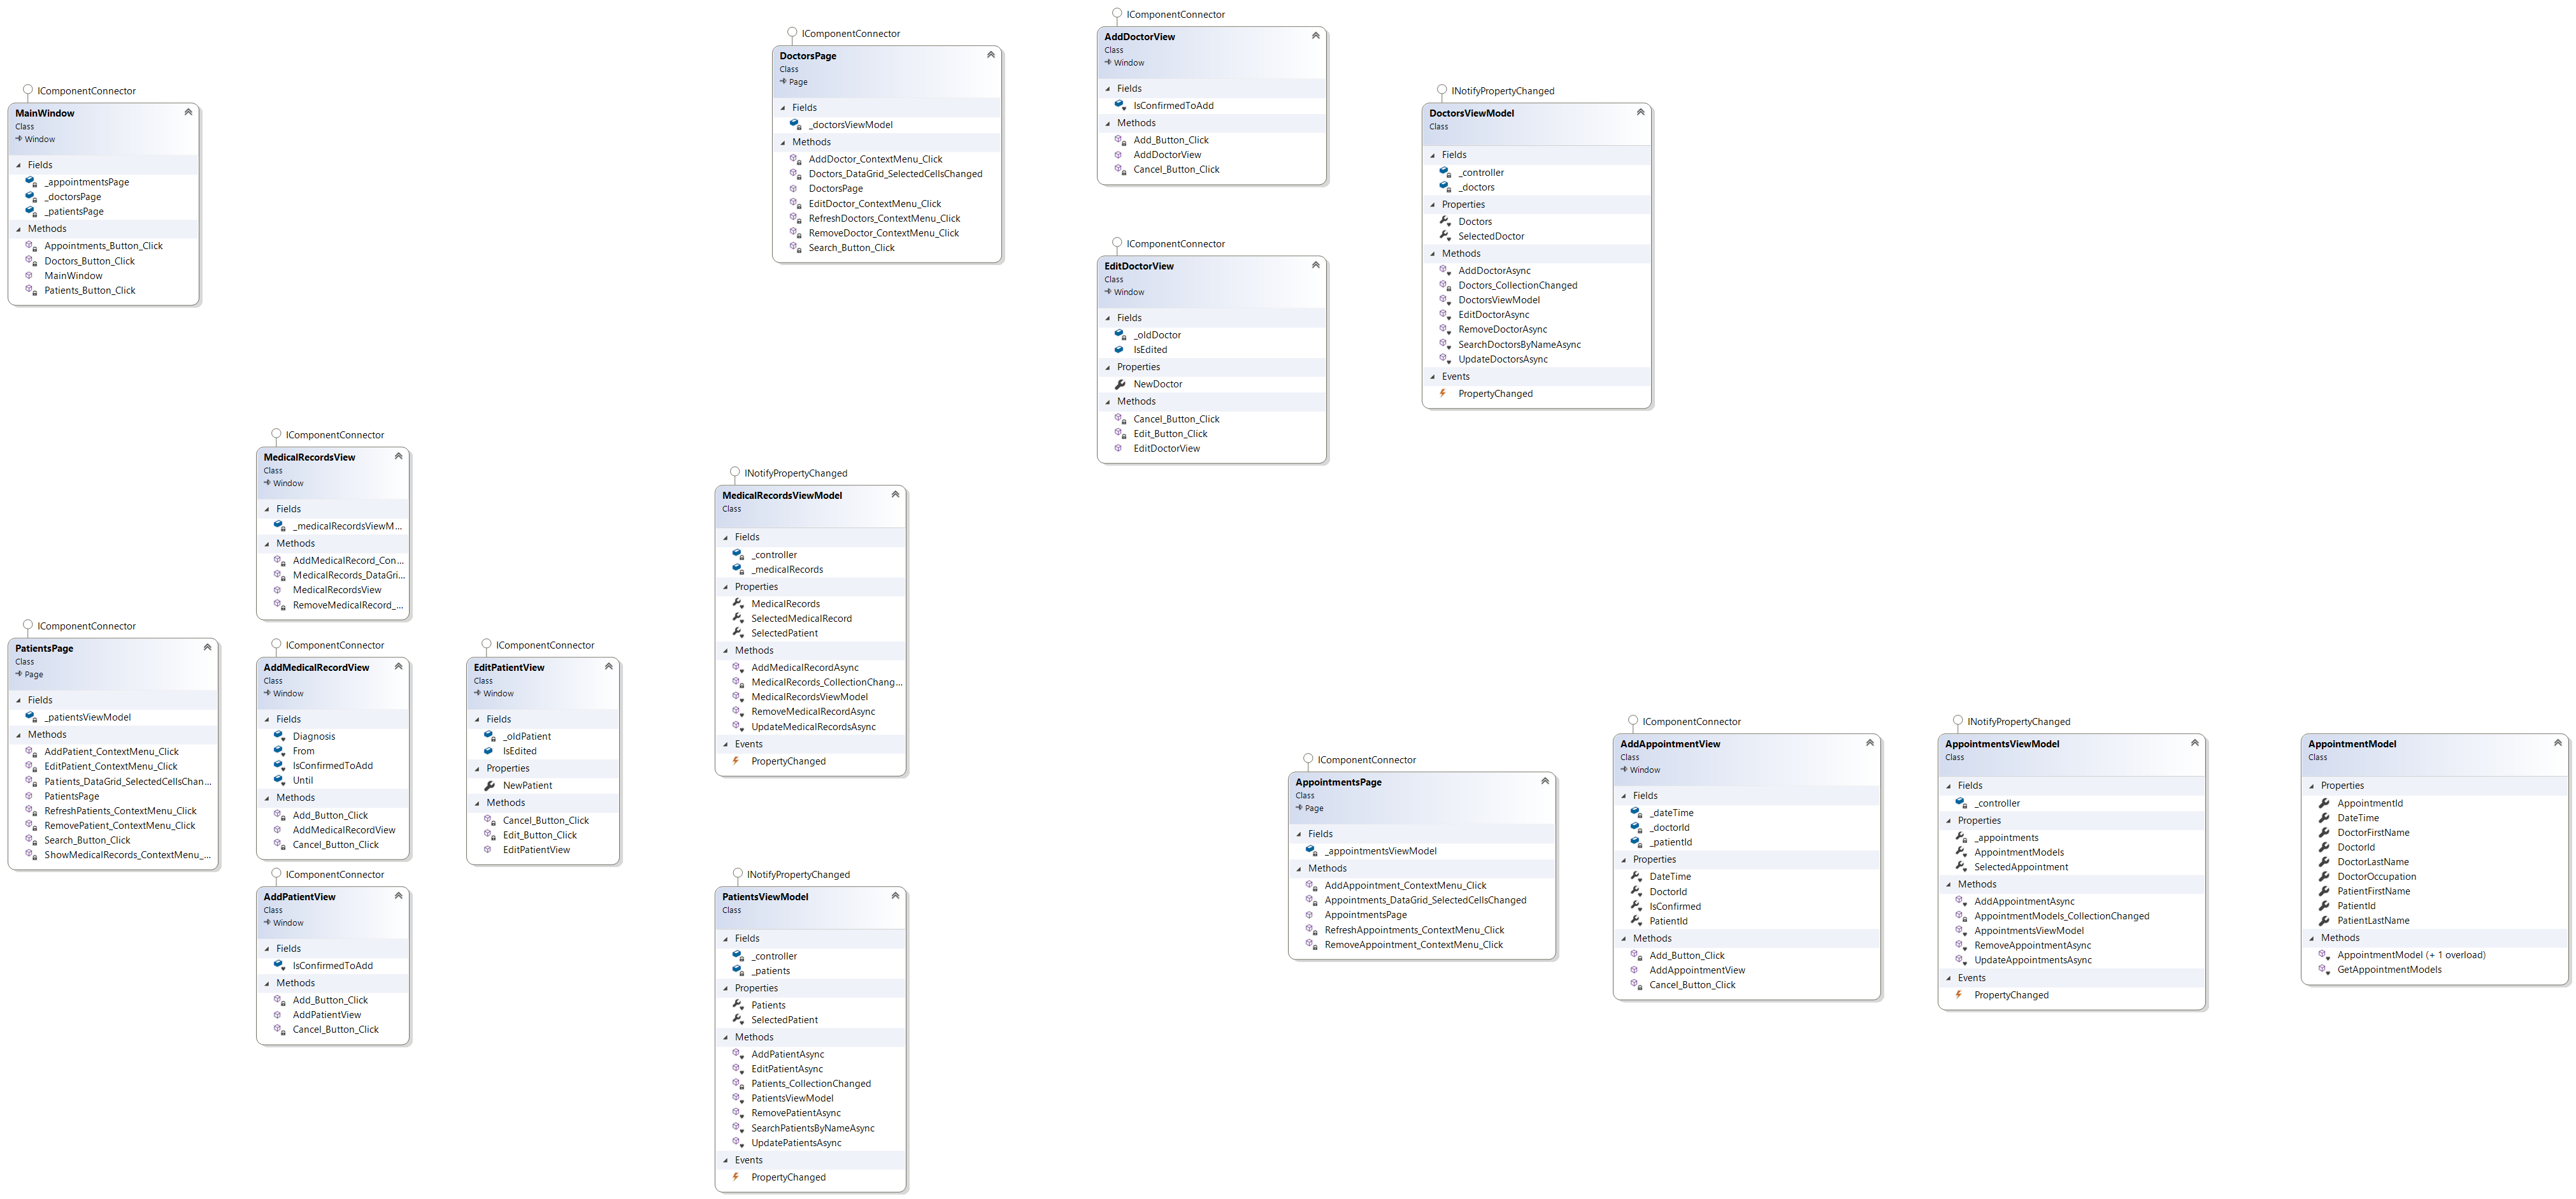 IComponentConnector
MainWindow
Class
Window
Fields
_appointmentsPage
_doctorsPage
_patientsPage
Methods
Appointments_Button_Click
Doctors_Button_Click
MainWindow
Patients_Button_Click
IComponentConnector
DoctorsPage
Class
Page
Fields
_doctorsViewModel
Methods
AddDoctor_ContextMenu_Click
Doctors_DataGrid_SelectedCellsChanged
DoctorsPage
EditDoctor_ContextMenu_Click
RefreshDoctors_ContextMenu_Click
RemoveDoctor_ContextMenu_Click
Search_Button_Click
IComponentConnector
AddDoctorView
Class
Window
Fields
IsConfirmedToAdd
Methods
Add_Button_Click
AddDoctorView
Cancel_Button_Click
IComponentConnector
EditDoctorView
Class
Window
Fields
_oldDoctor
IsEdited
Properties
NewDoctor
Methods
Cancel_Button_Click
Edit_Button_Click
EditDoctorView
INotifyPropertyChanged
DoctorsViewModel
Class
Fields
_controller
_doctors
Properties
Doctors
SelectedDoctor
Methods
AddDoctorAsync
Doctors_CollectionChanged
DoctorsViewModel
EditDoctorAsync
RemoveDoctorAsync
SearchDoctorsByNameAsync
UpdateDoctorsAsync
Events
PropertyChanged
IComponentConnector
MedicalRecordsView
Class
Window
Fields
_medicalRecordsViewM...
Methods
AddMedicalRecord_Con...
MedicalRecords_DataGri...
MedicalRecordsView
RemoveMedicalRecord_...
IComponentConnector
PatientsPage
Class
Page
Fields
_patientsViewModel
Methods
AddPatient_ContextMenu_Click
EditPatient_ContextMenu_Click
Patients_DataGrid_SelectedCellsChan...
PatientsPage
RefreshPatients_ContextMenu_Click
RemovePatient_ContextMenu_Click
Search_Button_Click
ShowMedicalRecords_ContextMenu_...
IComponentConnector
AddMedicalRecordView
Class
Window
Fields
Diagnosis
From
IsConfirmedToAdd
Until
Methods
Add_Button_Click
AddMedicalRecordView
Cancel_Button_Click
IComponentConnector
AddPatientView
Class
Window
Fields
IsConfirmedToAdd
Methods
Add_Button_Click
AddPatientView
Cancel_Button_Click
IComponentConnector
EditPatientView
Class
Window
Fields
_oldPatient
IsEdited
Properties
NewPatient
Methods
Cancel_Button_Click
Edit_Button_Click
EditPatientView
INotifyPropertyChanged
MedicalRecordsViewModel
Class
Fields
_controller
_medicalRecords
Properties
MedicalRecords
SelectedMedicalRecord
SelectedPatient
Methods
AddMedicalRecordAsync
MedicalRecords_CollectionChang...
MedicalRecordsViewModel
RemoveMedicalRecordAsync
UpdateMedicalRecordsAsync
Events
PropertyChanged
INotifyPropertyChanged
PatientsViewModel
Class
Fields
_controller
_patients
Properties
Patients
SelectedPatient
Methods
AddPatientAsync
EditPatientAsync
Patients_CollectionChanged
PatientsViewModel
RemovePatientAsync
SearchPatientsByNameAsync
UpdatePatientsAsync
Events
PropertyChanged
IComponentConnector
AppointmentsPage
Class
Page
Fields
_appointmentsViewModel
Methods
AddAppointment_ContextMenu_Click
Appointments_DataGrid_SelectedCellsChanged
AppointmentsPage
RefreshAppointments_ContextMenu_Click
RemoveAppointment_ContextMenu_Click
IComponentConnector
AddAppointmentView
Class
Window
Fields
_dateTime
_doctorId
_patientId
Properties
DateTime
DoctorId
IsConfirmed
PatientId
Methods
Add_Button_Click
AddAppointmentView
Cancel_Button_Click
INotifyPropertyChanged
AppointmentsViewModel
Class
Fields
_controller
Properties
_appointments
AppointmentModels
SelectedAppointment
Methods
AddAppointmentAsync
AppointmentModels_CollectionChanged
AppointmentsViewModel
RemoveAppointmentAsync
UpdateAppointmentsAsync
Events
PropertyChanged
AppointmentModel
Class
Properties
AppointmentId
DateTime
DoctorFirstName
DoctorId
DoctorLastName
DoctorOccupation
PatientFirstName
PatientId
PatientLastName
Methods
AppointmentModel (+ 1 overload)
GetAppointmentModels